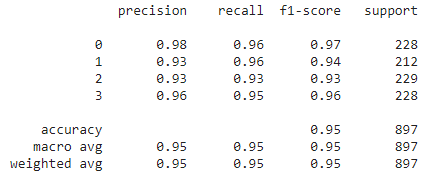 precision recall f1-score support
0 0.98 0.96 0.97 228
1 0.93 0.96 0.94 212
2 0.93 0.93 0.93 229
3 0.96 0.95 0.96 228
accuracy 0.95 897
macro avg 0.95 0.95 0.95 897
weighted avg 0.95 0.95 0.95 897